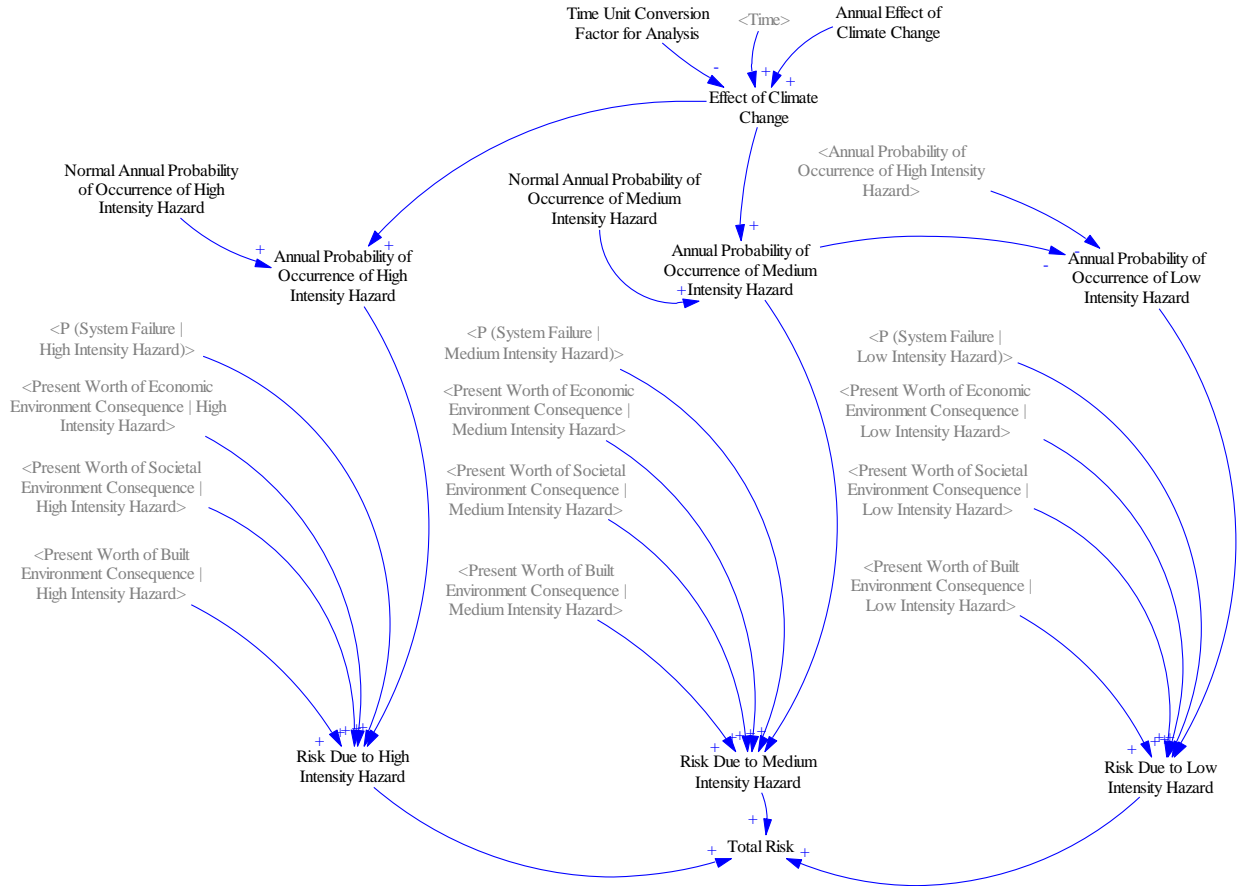 Time Unit Conversion
Factor for Analysis
<Time>
Annual Effect of
Climate Change
-
+
+
Effect of Climate
Change
Normal Annual Probability
of Occurrence of High
Intensity Hazard
Normal Annual Probability of
Occurrence of Medium
Intensity Hazard
<Annual Probability of
Occurrence of High Intensity
Hazard>
+
+
Annual Probability of
Occurrence of High
Intensity Hazard
+
+
Annual Probability of
Occurrence of Medium
Intensity Hazard
-
-
Annual Probability of
Occurrence of Low
Intensity Hazard
<P (System Failure |
High Intensity Hazard)>
<Present Worth of Economic
Environment Consequence | High
Intensity Hazard>
<Present Worth of Societal
Environment Consequence |
High Intensity Hazard>
<Present Worth of Built
Environment Consequence |
High Intensity Hazard>
<P (System Failure |
Medium Intensity Hazard)>
<Present Worth of Economic
Environment Consequence |
Medium Intensity Hazard>
<Present Worth of Societal
Environment Consequence |
Medium Intensity Hazard>
<Present Worth of Built
Environment Consequence |
Medium Intensity Hazard>
<P (System Failure |
Low Intensity Hazard)>
<Present Worth of Economic
Environment Consequence |
Low Intensity Hazard>
<Present Worth of Societal
Environment Consequence |
Low Intensity Hazard>
<Present Worth of Built
Environment Consequence |
Low Intensity Hazard>
+ + + + +
Risk Due to High
Intensity Hazard
+ + + + +
Risk Due to Medium
Intensity Hazard
+ + + + +
Risk Due to Low
Intensity Hazard
+
+
+
Total Risk